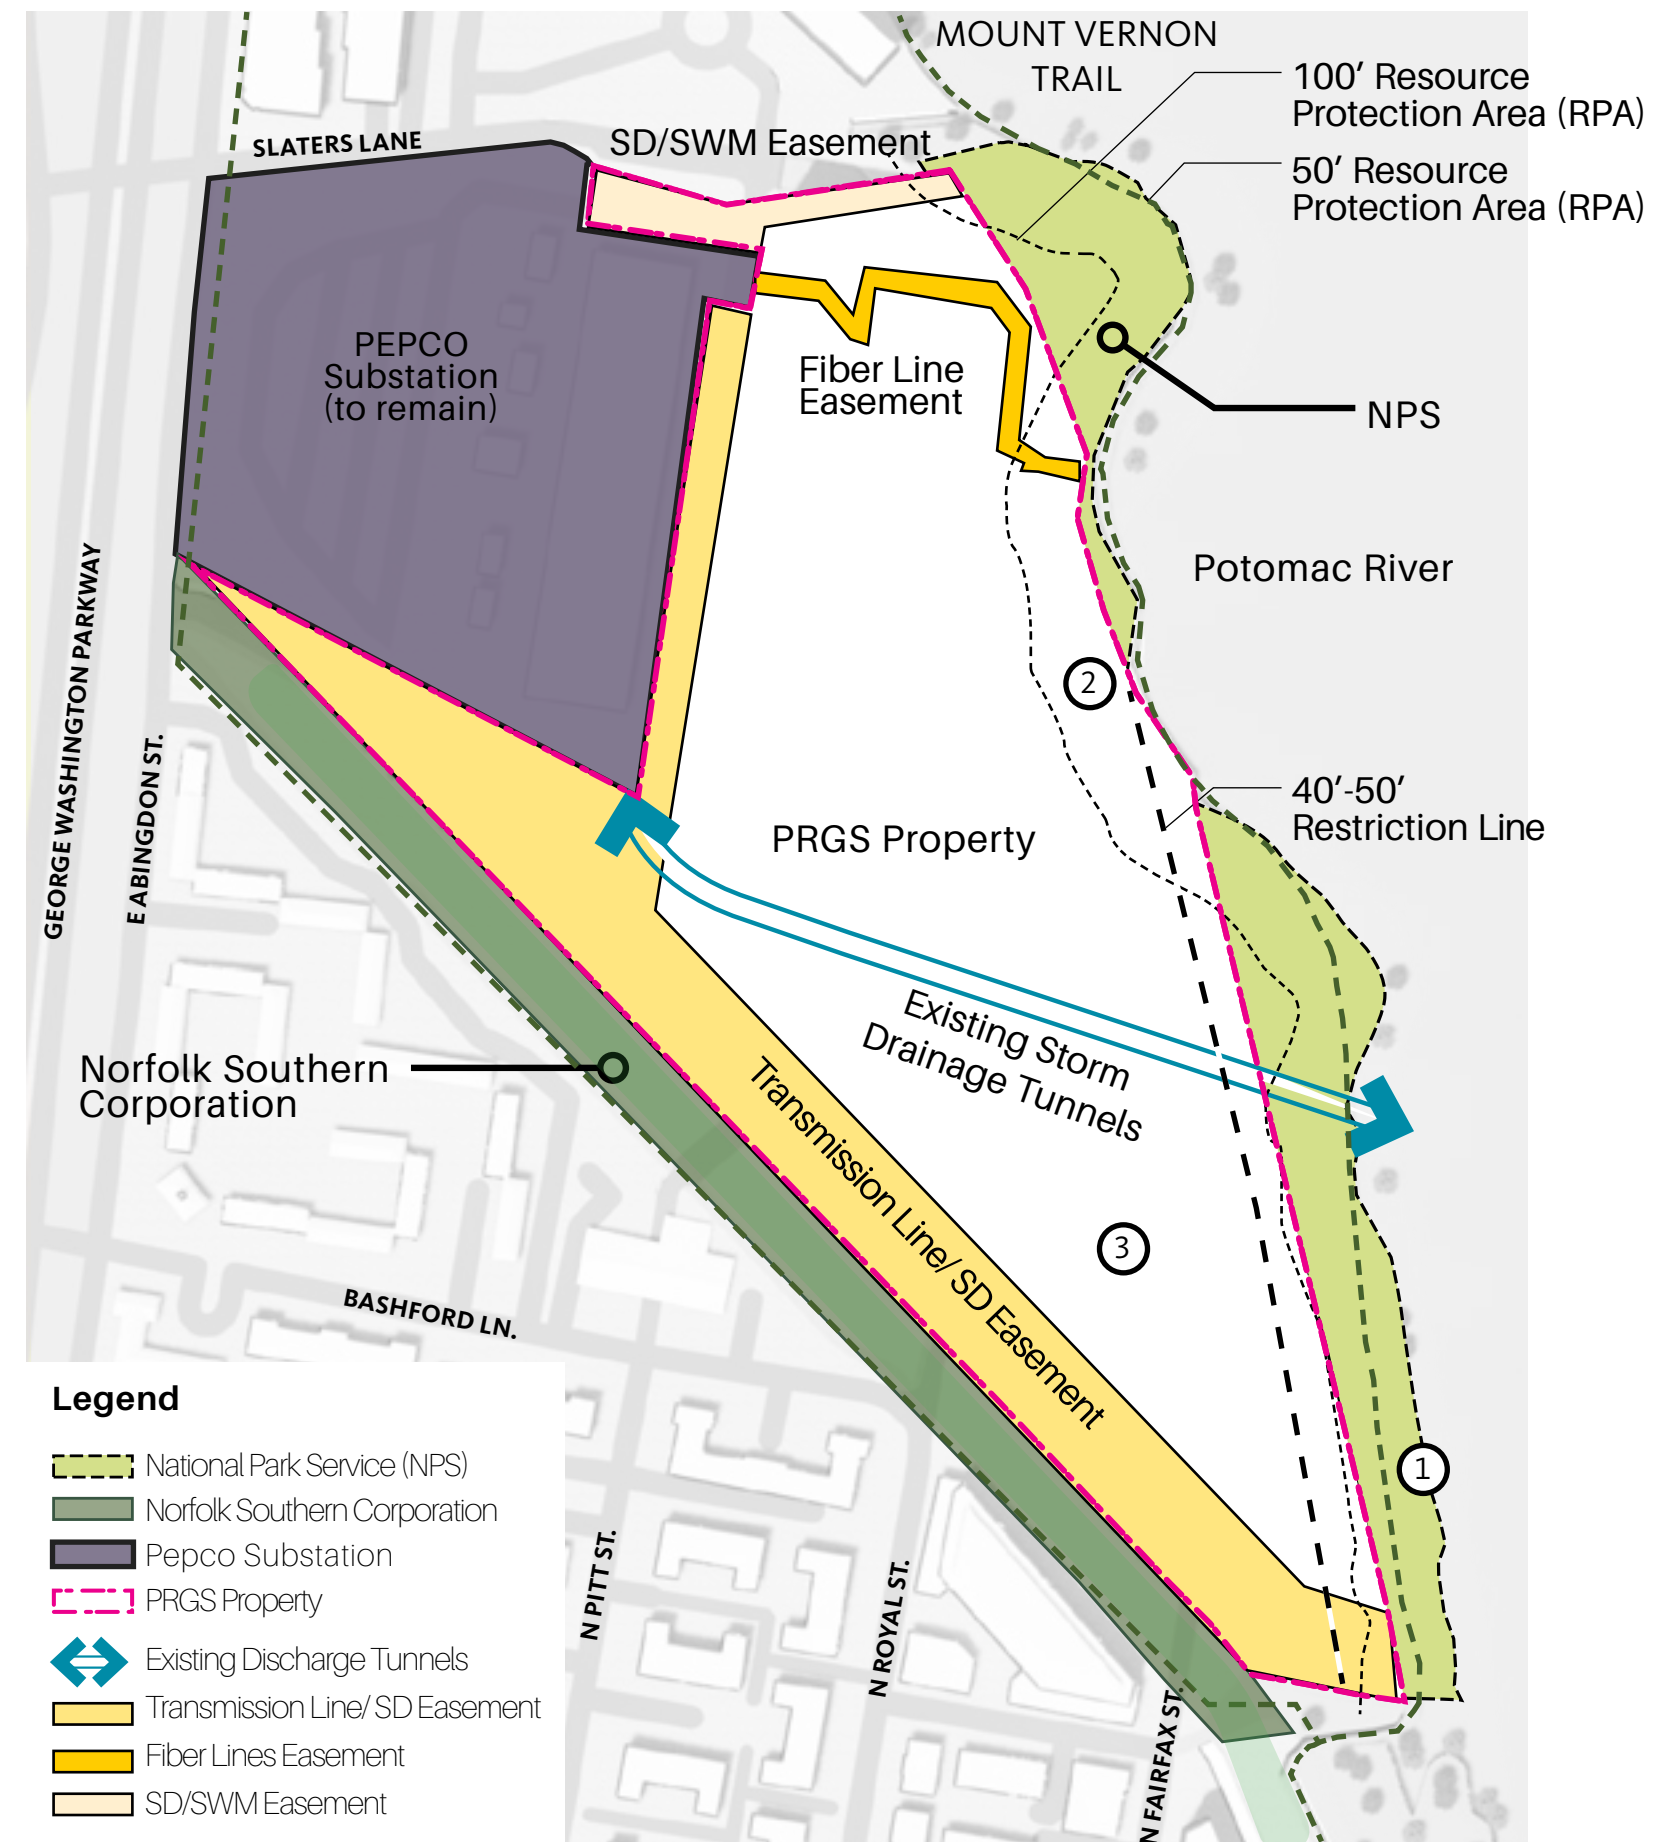 MOUNT VERNON
TRAIL
100′ Resource
Protection Area (RPA)
SLATERS LANE
SD/SWM Easement
50′ Resource
Protection Area (RPA)
PEPCO
Substation
(to remain)
Fiber Line
Easement
NPS
Potomac River
GEORGE WASHINGTON PARKWAY
E ABINGDON ST.
2
40′-50′
Restriction Line
PRGS Property
Existing Storm
Drainage Tunnels
Norfolk Southern
Corporation
Transmission Line/ SD Easement
3
BASHFORD LN.
1
N PITT ST.
N ROYAL ST.
N FAIRFAX ST.
Legend
National Park Service (NPS)
Norfolk Southern Corporation
Pepco Substation
PRGS Property
Existing Discharge Tunnels
Transmission Line/ SD Easement
Fiber Lines Easement
SD/SWM Easement